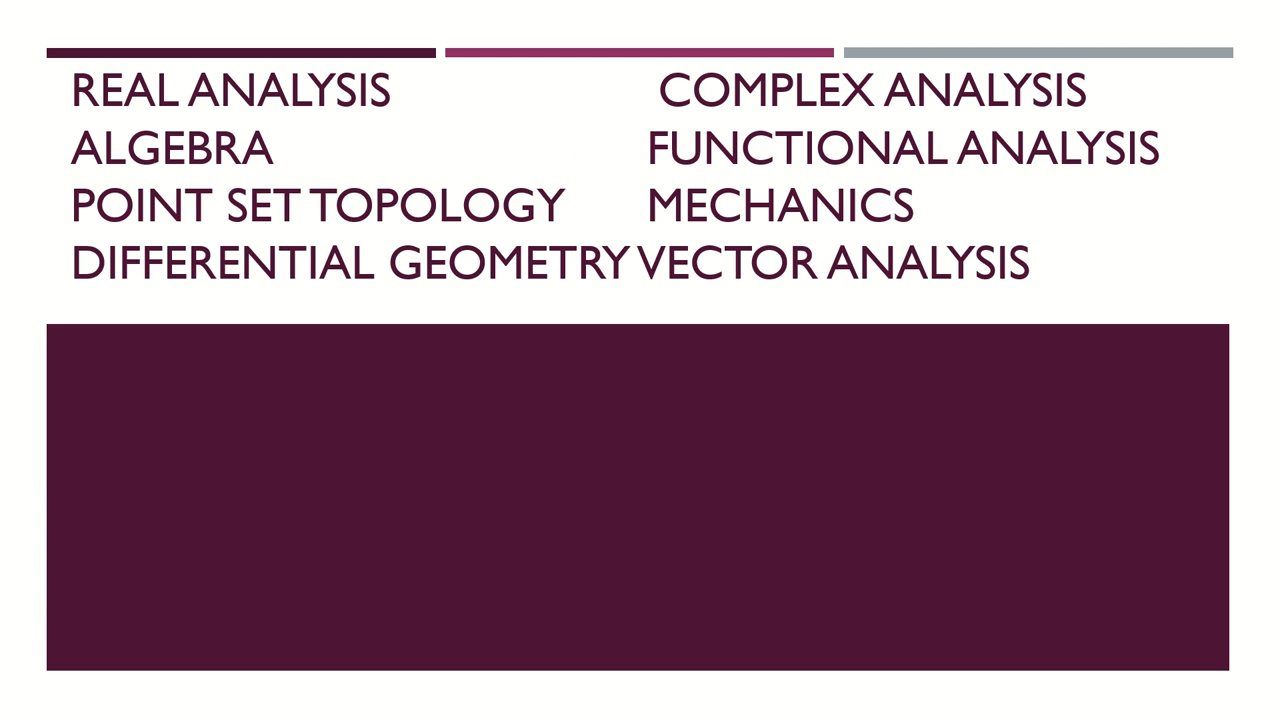 REAL ANALYSIS COMPLEX ANALYSIS
ALGEBRA FUNCTIONAL ANALYSIS
POINT SET TOPOLOGY MECHANICS
DIFFERENTIAL GEOMETRY VECTOR ANALYSIS